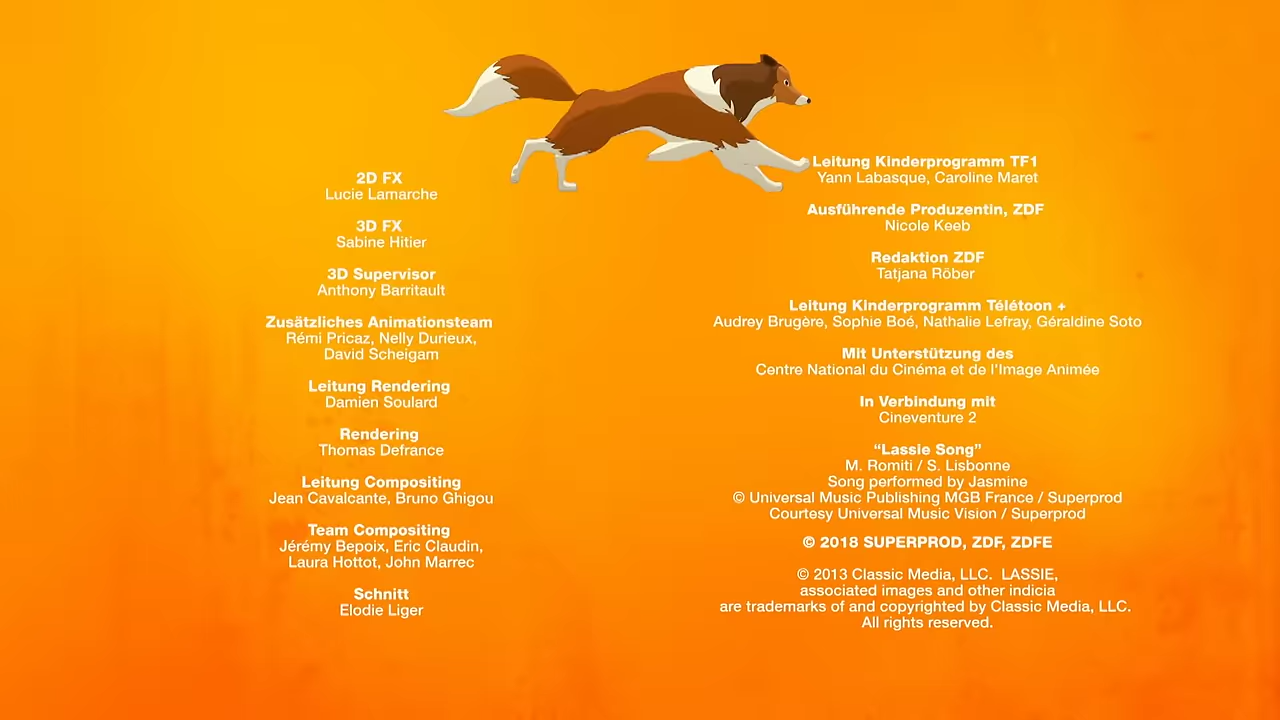 2D FX
Lucie Lamarche
3D FX
Sabine Hitier
3D Supervisor
Anthony Barritault
Zusätzliches Animationsteam
Rémi Pricaz, Nelly Durieux,
David Scheigam
Leitung Rendering
Damien Soulard
Rendering
Thomas Defrance
Leitung Compositing
Jean Cavalcante, Bruno Ghigou
Team Compositing
Jérémy Bepoix, Eric Claudin,
Laura Hottot, John Marrec
Schnitt
Elodie Liger
Leitung Kinderprogramm TF1
Yann Labasque, Caroline Maret
Ausführende Produzentin, ZDF
Nicole Keeb
Redaktion ZDF
Tatjana Röber
Leitung Kinderprogramm Télétoon +
Audrey Brugère, Sophie Boé, Nathalie Lefray, Géraldine Soto
Mit Unterstützung des
Centre National du Cinéma et de l'Image Animée
In Verbindung mit
Cineventure 2
“Lassie Song”
M. Romiti / S. Lisbonne
Song performed by Jasmine
© Universal Music Publishing MGB France / Superprod
Courtesy Universal Music Vision / Superprod
© 2018 SUPERPROD, ZDF, ZDFE
© 2013 Classic Media, LLC.  LASSIE,
associated images and other indicia
are trademarks of and copyrighted by Classic Media, LLC.
All rights reserved.